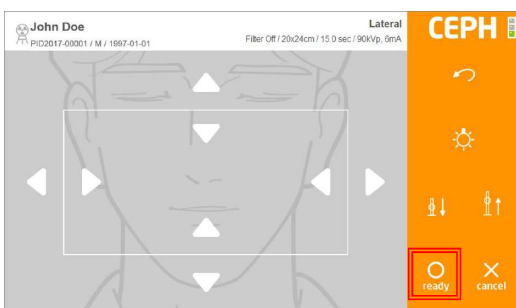 John Doe
PID2017-00001 / M / 1997-01-01
Lateral
Filter Off / 20x24cm / 15.0 sec / 90kVp, 6mA
CEPH
ready
cancel